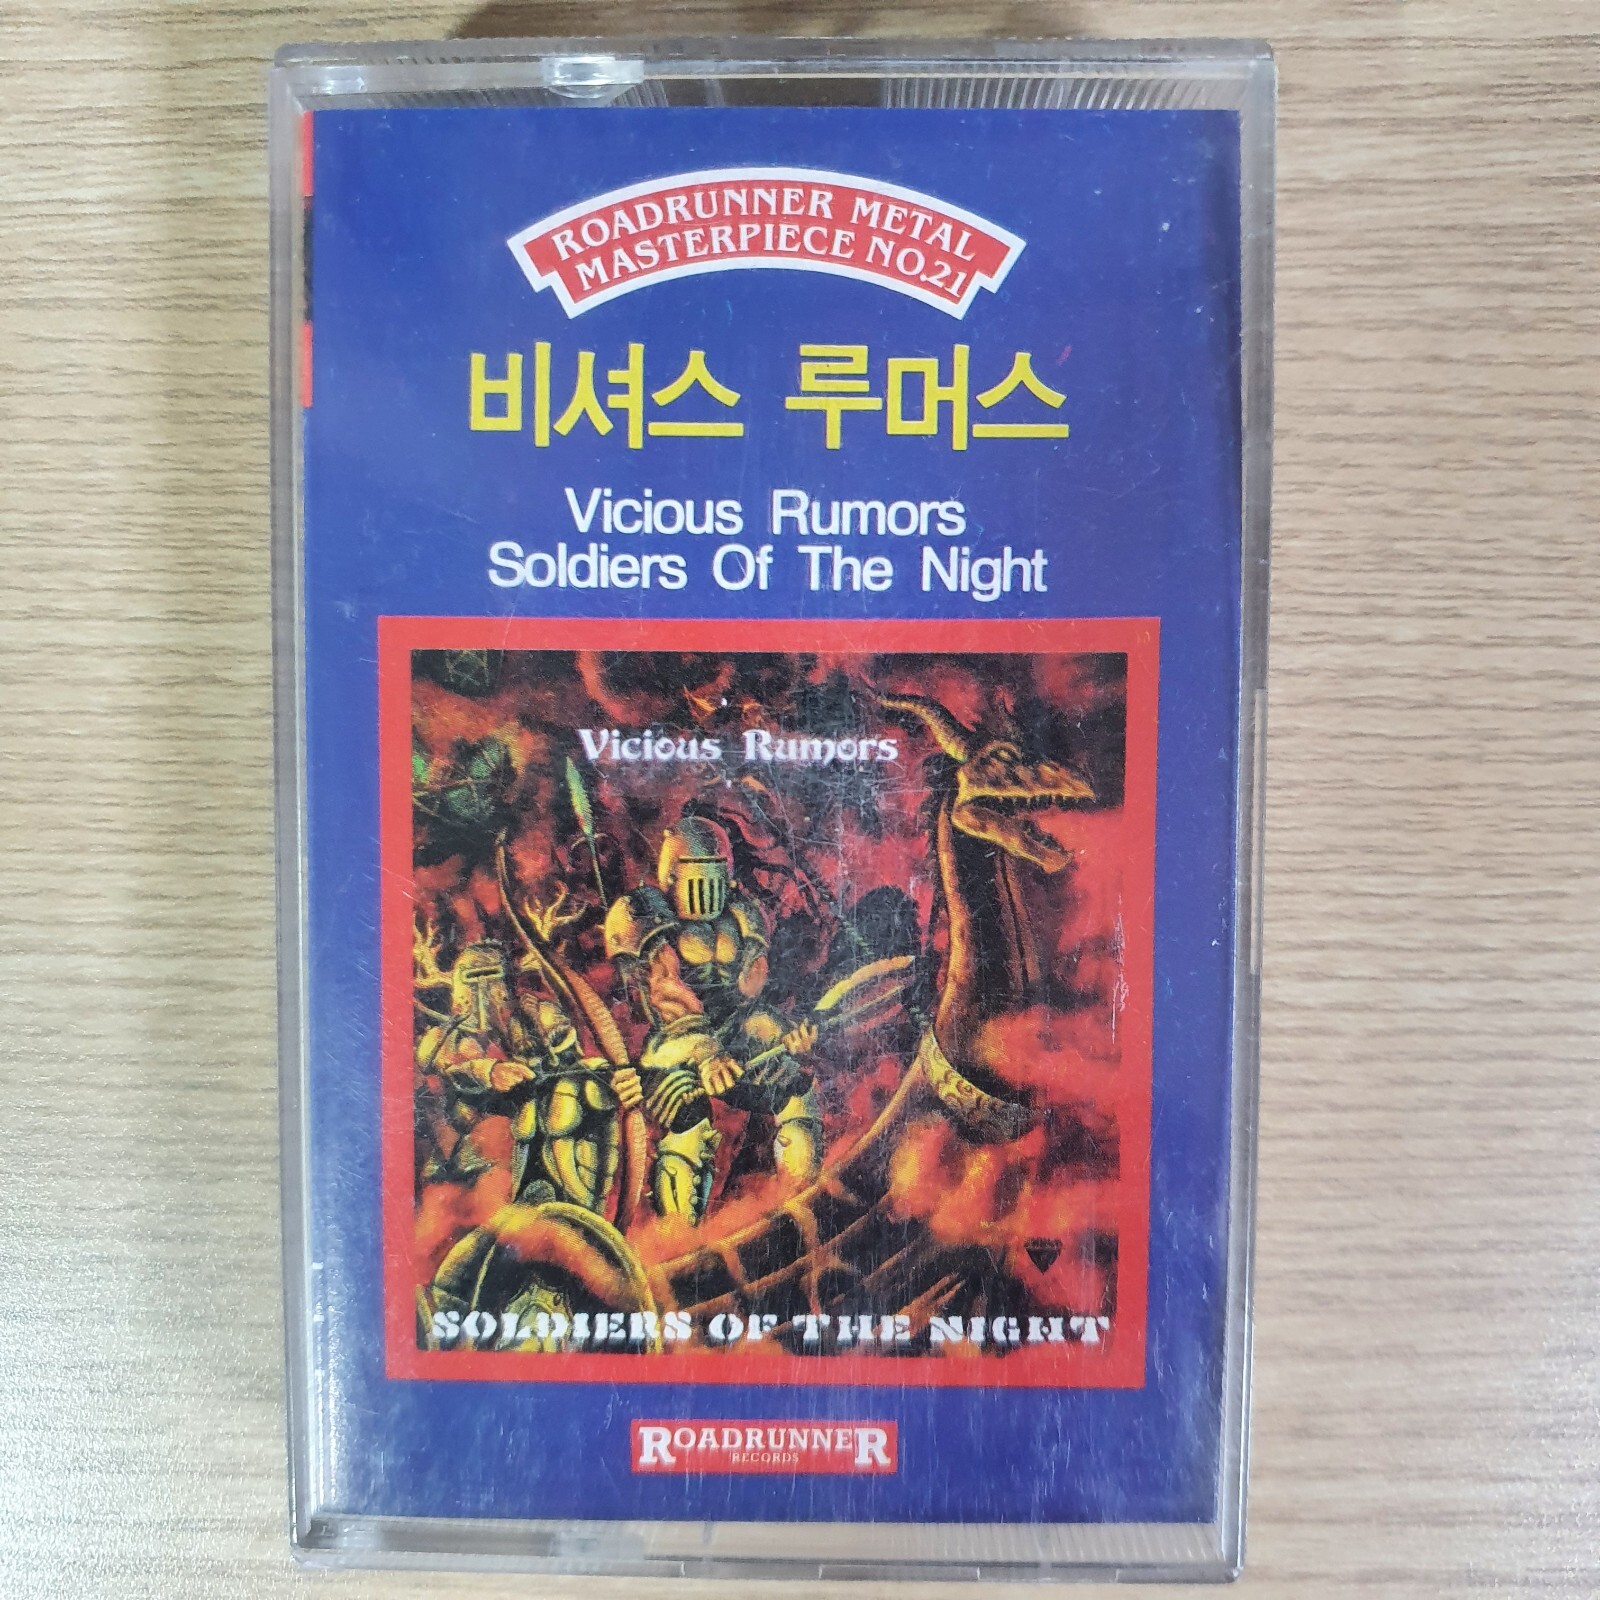 ROADRUNNER METAL
MASTERPIECE NO.21
비셔스 루머스
Vicious Rumors
Soldiers Of The Night
Vicious Rumors
SOLDIERS OF THE NIGHT
ROADRUNNER
RECORDS